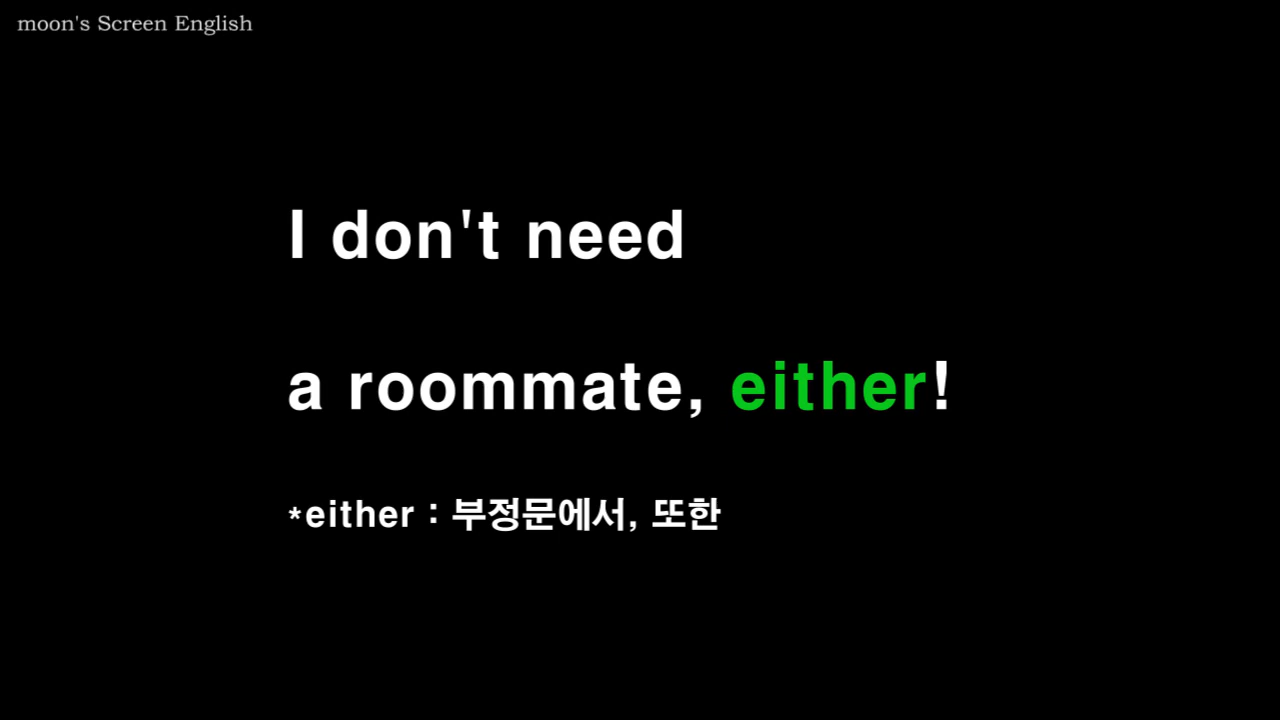 moon's Screen English
I don't need
a roommate, either!
*either : 부정문에서, 또한